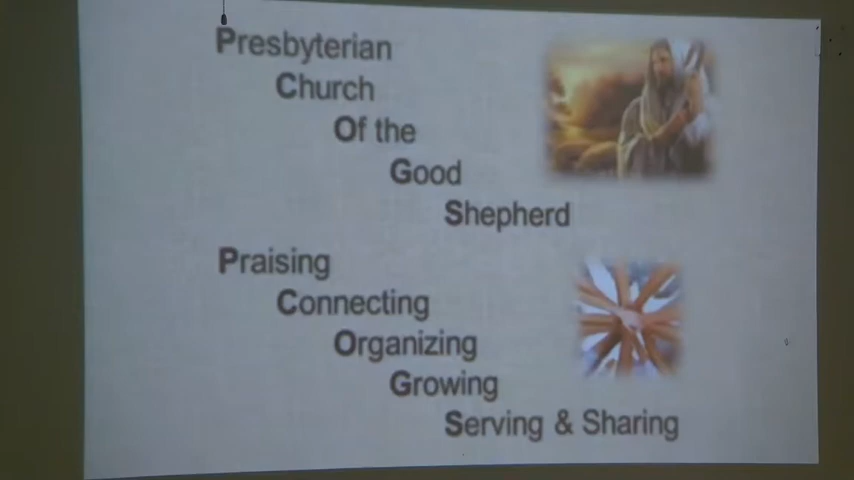 Presbyterian
Church
Of the
Good
Shepherd
Praising
Connecting
Organizing
Growing
Serving & Sharing